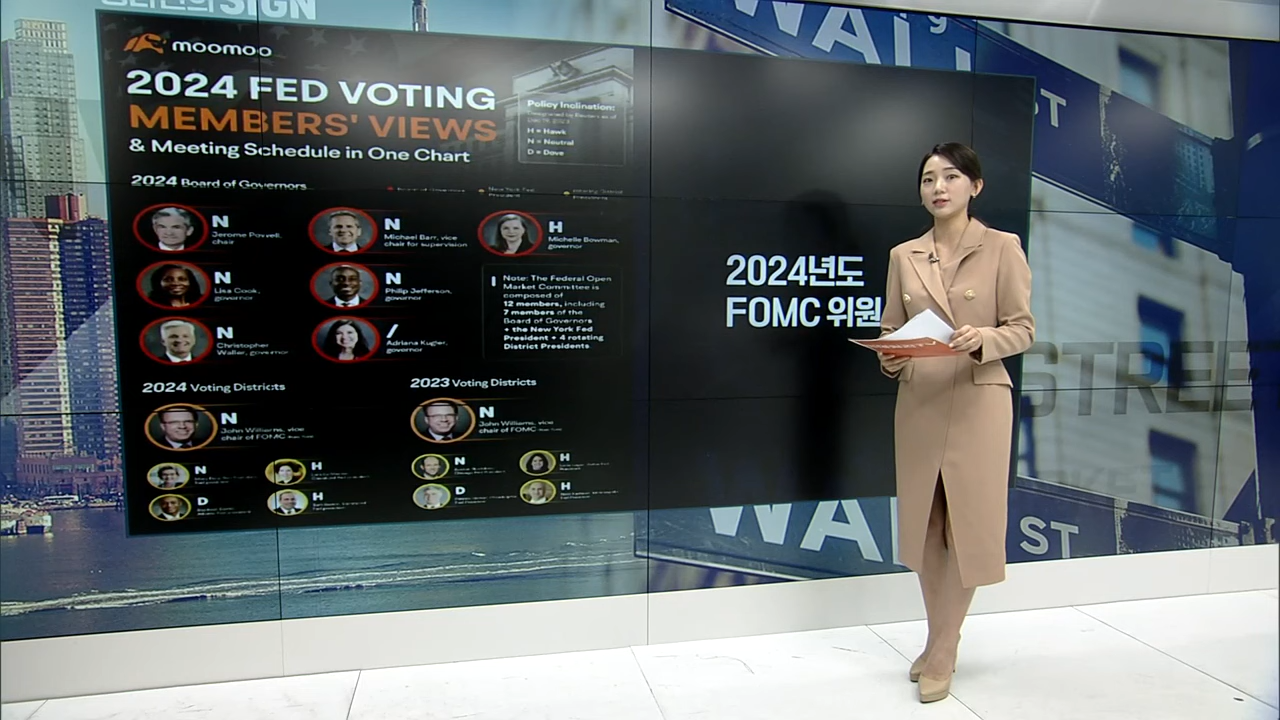 SIGN
moomoo
2024 FED VOTING
MEMBERS' VIEWS
& Meeting Schedule in One Chart
Policy Inclination:
H = Hawk
N = Neutral
D = Dove
2024 Board of Governors
N
Jerome Powell,
chair
N
Michael Barr, vice
chair for supervision
H
Michelle Bowman,
governor
N
Lisa Cook,
governor
N
Philip Jefferson,
governor
N
Christopher
Waller, governor
/
Adriana Kugler,
governor
Note: The Federal Open
Market Committee is
composed of
12 members, including
7 members of the
Board of Governors
+ the New York Fed
President + 4 rotating
District Presidents
2024 Voting Districts
N
John Williams, vice
chair of FOMC
N
H
D
H
2023 Voting Districts
N
John Williams, vice
chair of FOMC
N
H
D
H
2024년도
FOMC 위원
WALL
ST
STREE
WAL
ST